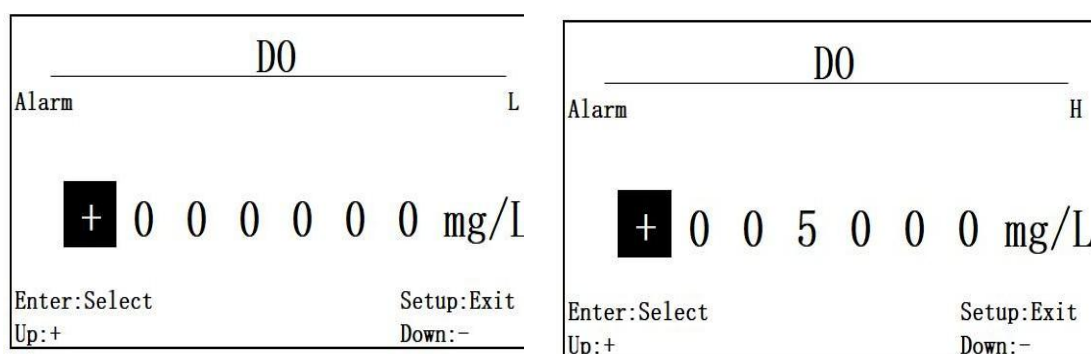 DO
Alarm L
+ 0 0 0 0 0 0 mg/L
Enter:Select Setup:Exit
Up:+ Down:-
DO
Alarm H
+ 0 0 5 0 0 0 mg/L
Enter:Select Setup:Exit
Up:+ Down:-